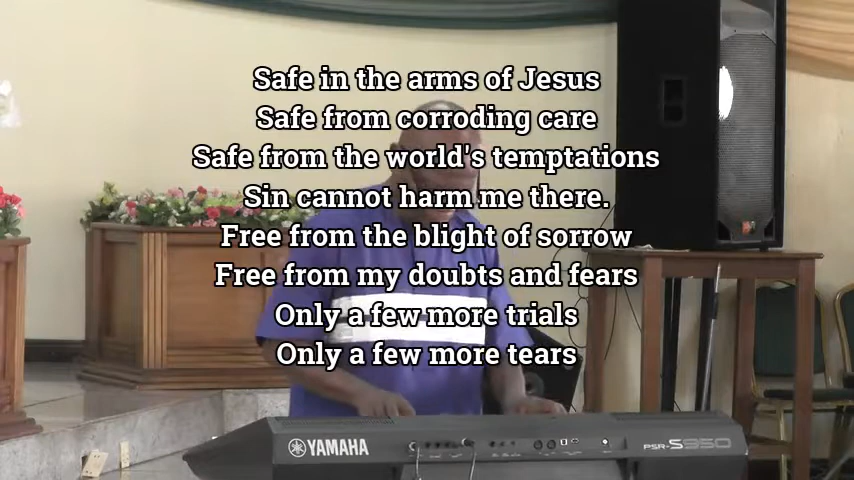 Safe in the arms of Jesus
Safe from corroding care
Safe from the world's temptations
Sin cannot harm me there.
Free from the blight of sorrow
Free from my doubts and fears
Only a few more trials
Only a few more tears
YAMAHA PSR-S950